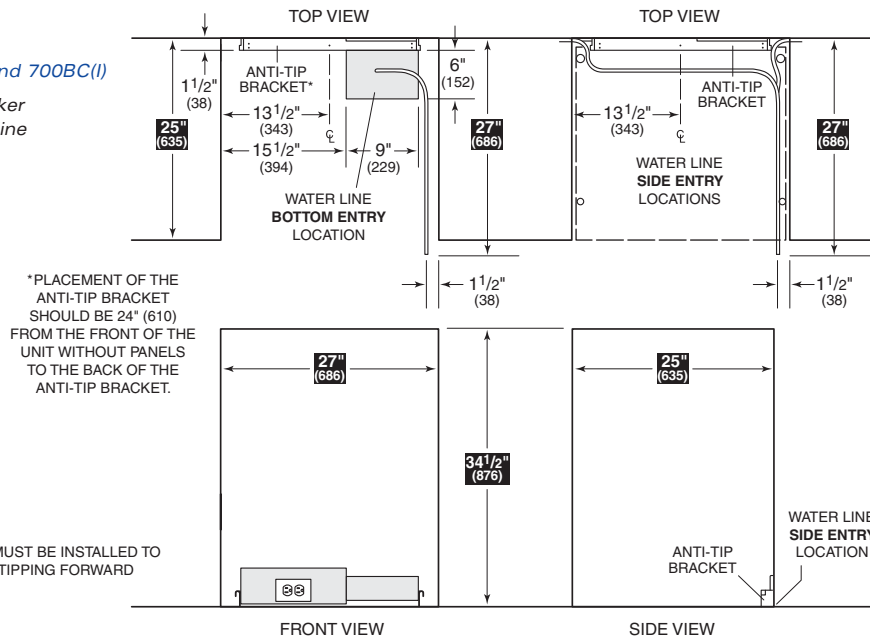 TOP VIEW
TOP VIEW
nd 700BC(I)
ker
ine
1 1/2"
(38)
ANTI-TIP
BRACKET*
6"
(152)
25"
(635)
13 1/2"
(343)
℄
15 1/2"
(394)
9"
(229)
27"
(686)
WATER LINE
BOTTOM ENTRY
LOCATION
ANTI-TIP
BRACKET
13 1/2"
(343)
℄
27"
(686)
WATER LINE
SIDE ENTRY
LOCATIONS
1 1/2"
(38)
1 1/2"
(38)
*PLACEMENT OF THE
ANTI-TIP BRACKET
SHOULD BE 24" (610)
FROM THE FRONT OF THE
UNIT WITHOUT PANELS
TO THE BACK OF THE
ANTI-TIP BRACKET.
27"
(686)
25"
(635)
34 1/2"
(876)
MUST BE INSTALLED TO
TIPPING FORWARD
ANTI-TIP
BRACKET
WATER LINE
SIDE ENTRY
LOCATION
FRONT VIEW
SIDE VIEW